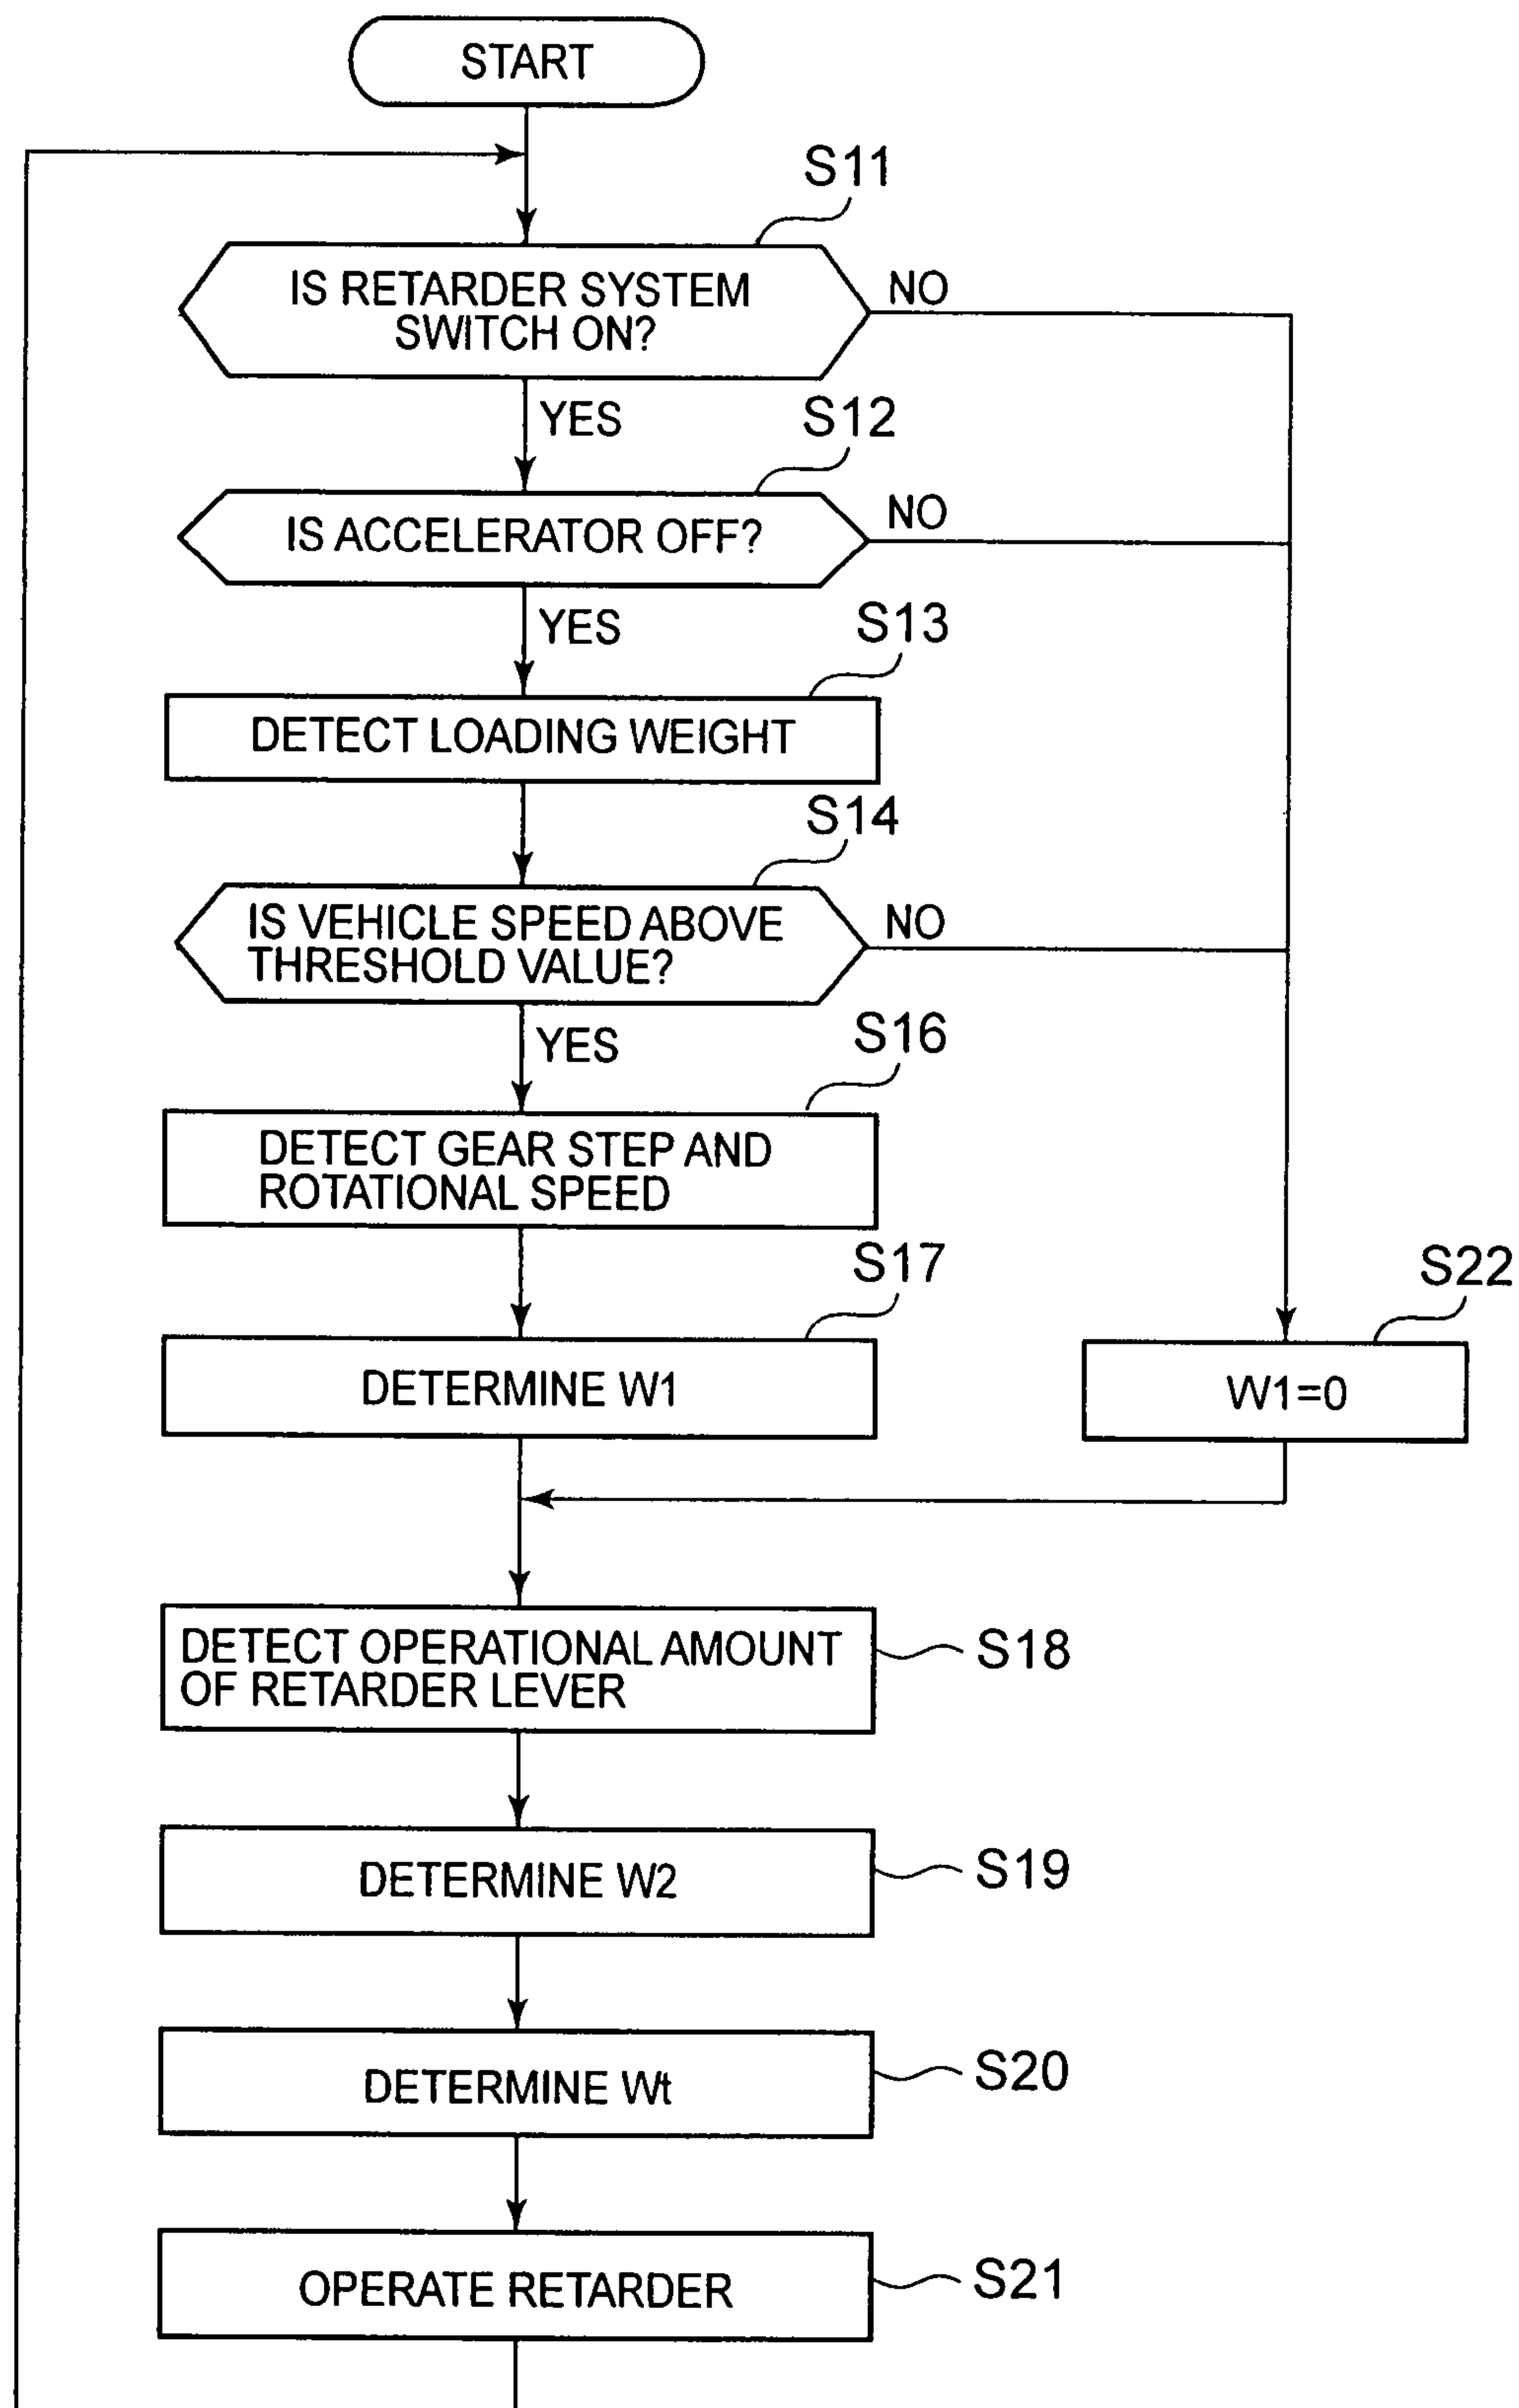 START
S11
IS RETARDER SYSTEM
SWITCH ON?
NO
YES
S12
IS ACCELERATOR OFF?
NO
YES
S13
DETECT LOADING WEIGHT
S14
IS VEHICLE SPEED ABOVE
THRESHOLD VALUE?
NO
YES
S16
DETECT GEAR STEP AND
ROTATIONAL SPEED
S17
DETERMINE W1
S22
W1=0
DETECT OPERATIONAL AMOUNT
OF RETARDER LEVER
S18
DETERMINE W2
S19
DETERMINE Wt
S20
OPERATE RETARDER
S21